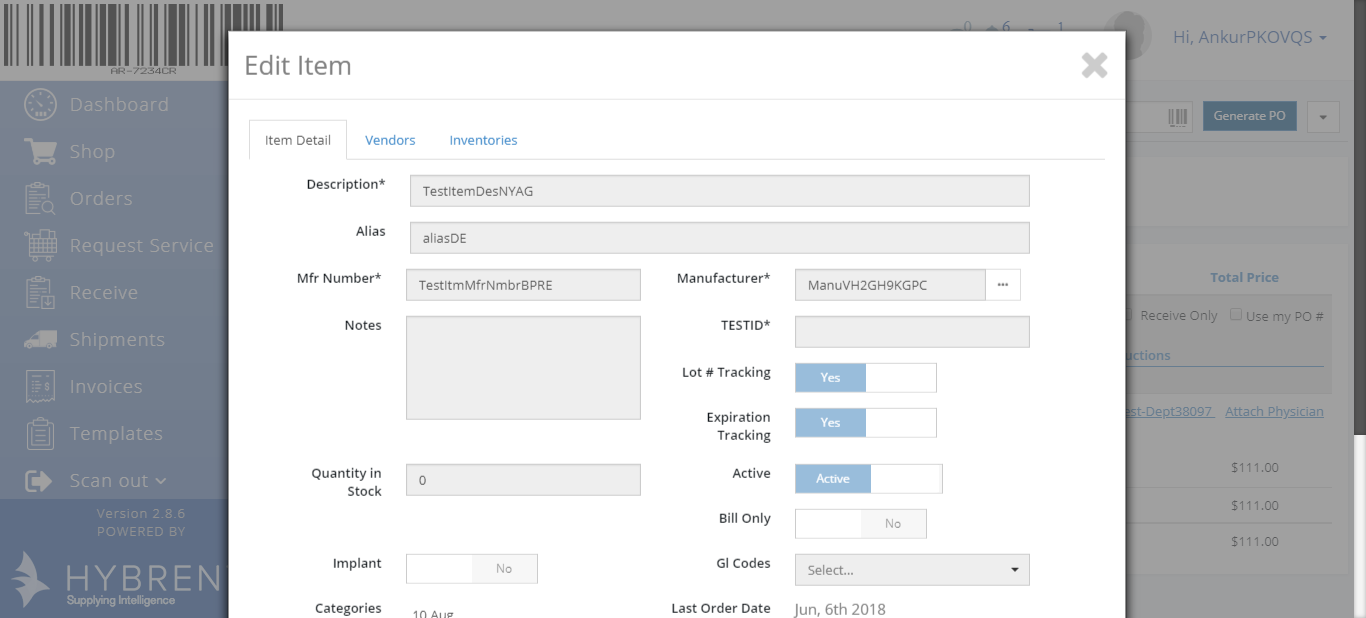 0 6 1
Hi, AnkurPKOVQS
AR-7234CR
Edit Item
Dashboard
Shop
Orders
Request Service
Receive
Shipments
Invoices
Templates
Scan out
Version 2.8.6
POWERED BY
HYBREN
Supplying Intelligence
Generate PO
Item Detail Vendors Inventories
Description* TestItemDesNYAG
Alias aliasDE
Mfr Number* TestItmMfrNmbrBPRE Manufacturer* ManuVH2GH9KGPC ...
Notes TESTID*
Lot # Tracking Yes
Expiration
Tracking Yes
Quantity in
Stock 0
Active Active
Bill Only No
Implant No Gl Codes Select...
Categories 10 Aug Last Order Date Jun, 6th 2018
Total Price
Receive Only Use my PO #
uctions
est-Dept38097 Attach Physician
$111.00
$111.00
$111.00